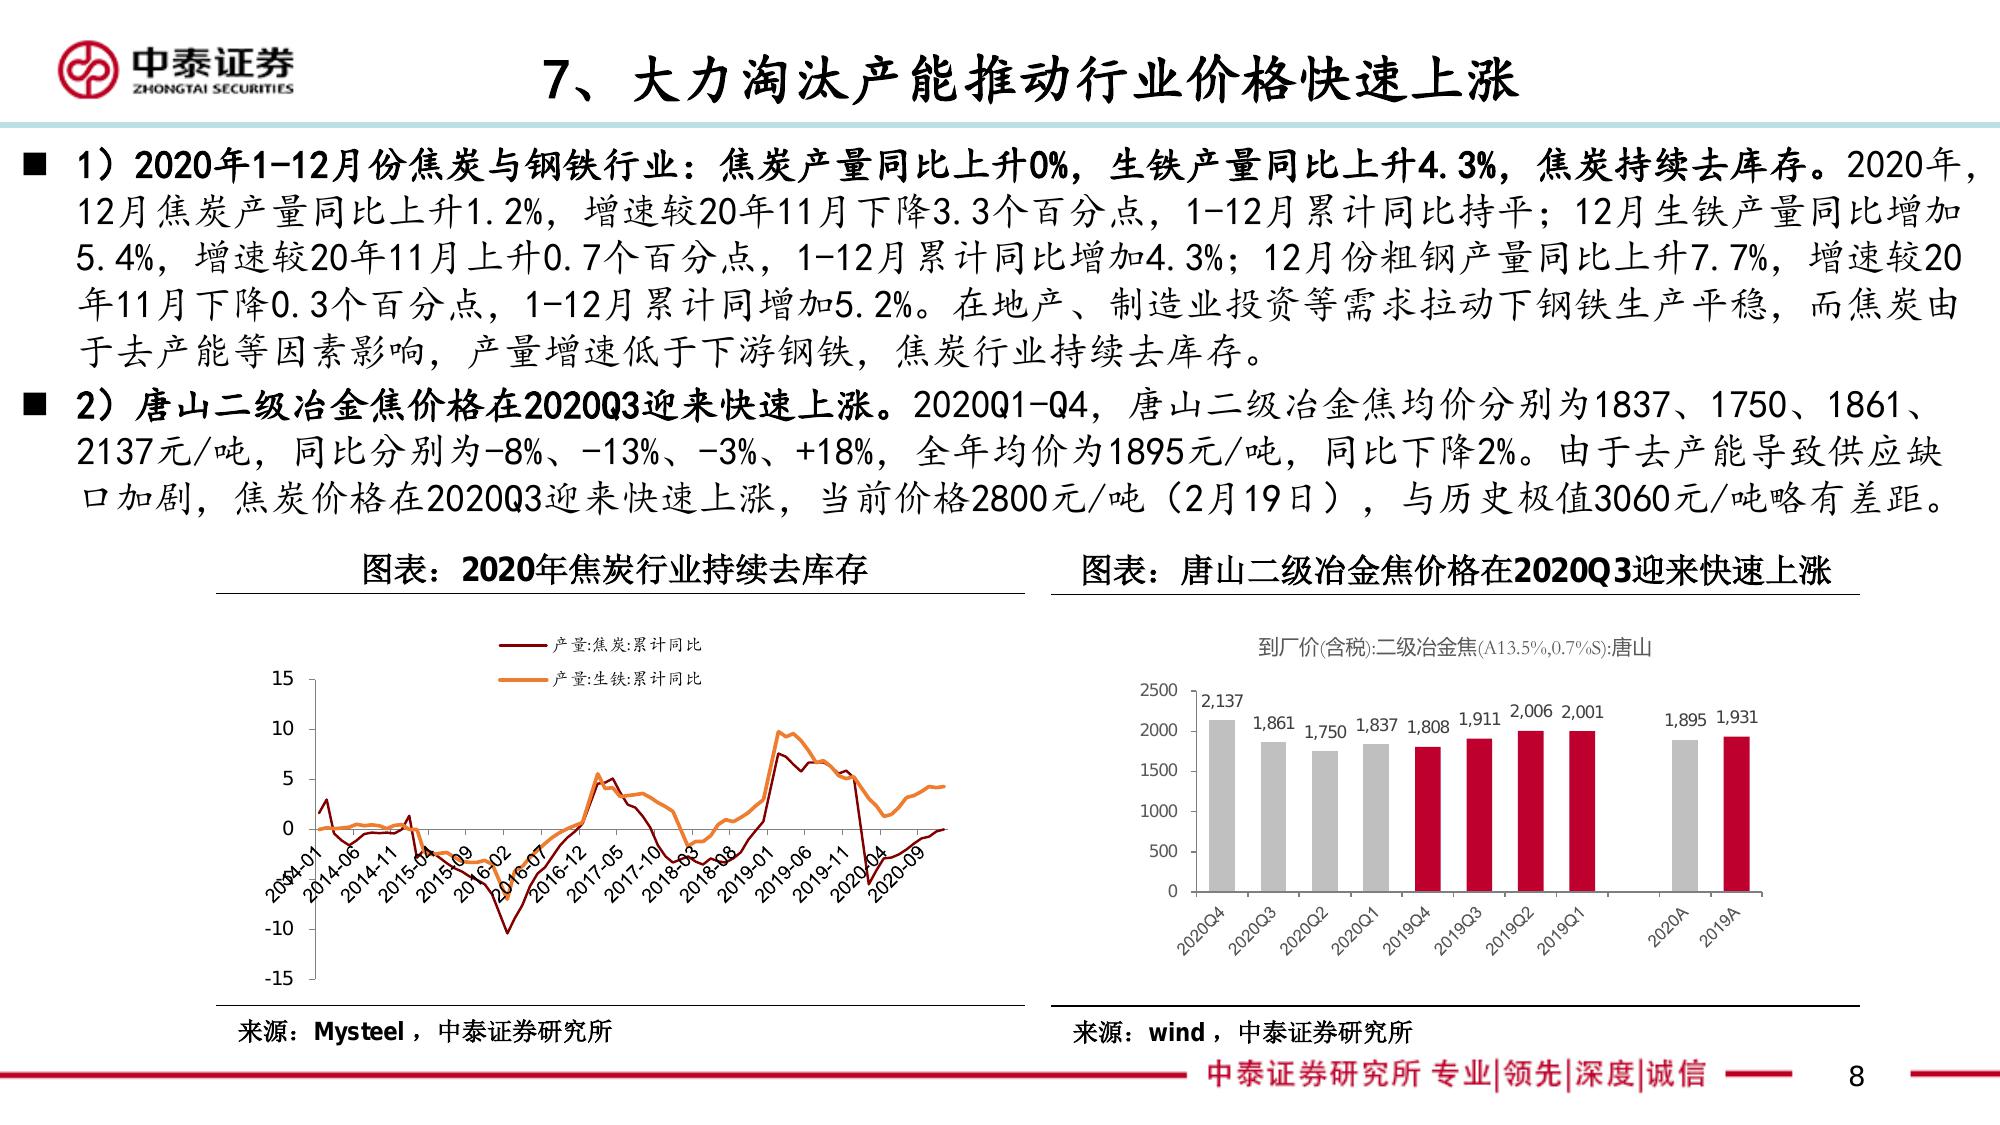 中泰证券
ZHONGTAI SECURITIES
7、大力淘汰产能推动行业价格快速上涨
■ 1）2020年1-12月份焦炭与钢铁行业：焦炭产量同比上升0%，生铁产量同比上升4.3%，焦炭持续去库存。2020年，
12月焦炭产量同比上升1.2%，增速较20年11月下降3.3个百分点，1-12月累计同比持平；12月生铁产量同比增加
5.4%，增速较20年11月上升0.7个百分点，1-12月累计同比增加4.3%；12月份粗钢产量同比上升7.7%，增速较20
年11月下降0.3个百分点，1-12月累计同增加5.2%。在地产、制造业投资等需求拉动下钢铁生产平稳，而焦炭由
于去产能等因素影响，产量增速低于下游钢铁，焦炭行业持续去库存。
■ 2）唐山二级冶金焦价格在2020Q3迎来快速上涨。2020Q1-Q4，唐山二级冶金焦均价分别为1837、1750、1861、
2137元/吨，同比分别为-8%、-13%、-3%、+18%，全年均价为1895元/吨，同比下降2%。由于去产能导致供应缺
口加剧，焦炭价格在2020Q3迎来快速上涨，当前价格2800元/吨（2月19日），与历史极值3060元/吨略有差距。
图表：2020年焦炭行业持续去库存
产量:焦炭:累计同比
产量:生铁:累计同比
15
10
5
0
-5
-10
-15
2014-01 2014-06 2014-11 2015-04 2015-09 2016-02 2016-07 2016-12 2017-05 2017-10 2018-03 2018-08 2019-01 2019-06 2019-11 2020-04 2020-09
来源：Mysteel，中泰证券研究所
图表：唐山二级冶金焦价格在2020Q3迎来快速上涨
到厂价(含税):二级冶金焦(A13.5%,0.7%S):唐山
2500
2000
1500
1000
500
0
2,137 1,861 1,750 1,837 1,808 1,911 2,006 2,001 1,895 1,931
2020Q4 2020Q3 2020Q2 2020Q1 2019Q4 2019Q3 2019Q2 2019Q1 2020A 2019A
来源：wind，中泰证券研究所
中泰证券研究所 专业|领先|深度|诚信
8